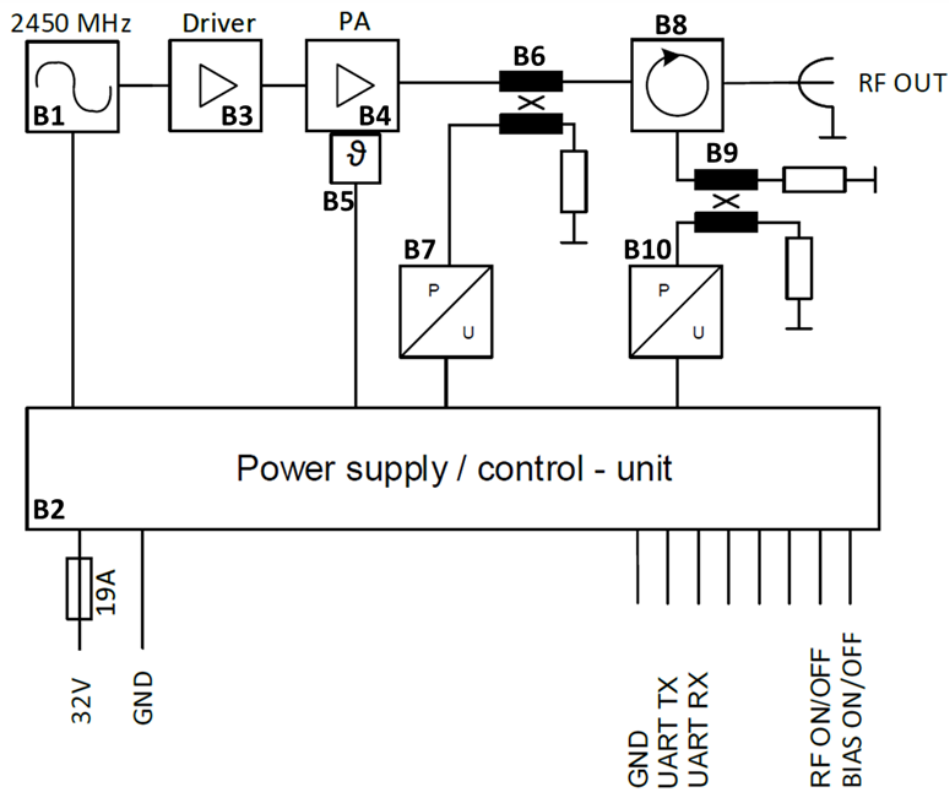 2450 MHz
Driver
PA
B1
B3
B4
ϑ
B5
B6
B8
RF OUT
B9
B7
P
U
B10
P
U
Power supply / control - unit
B2
19A
32V
GND
GND
UART TX
UART RX
RF ON/OFF
BIAS ON/OFF